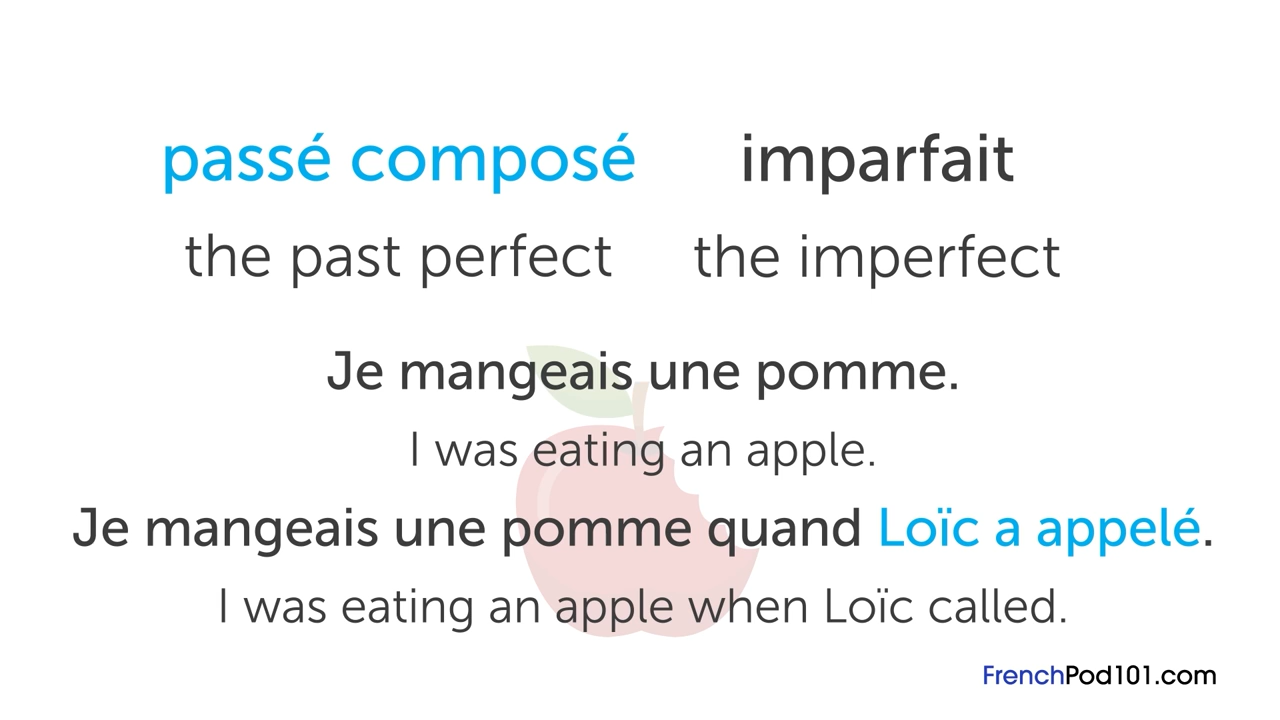 passé composé imparfait
the past perfect the imperfect
Je mangeais une pomme.
I was eating an apple.
Je mangeais une pomme quand Loïc a appelé.
I was eating an apple when Loïc called.
FrenchPod101.com